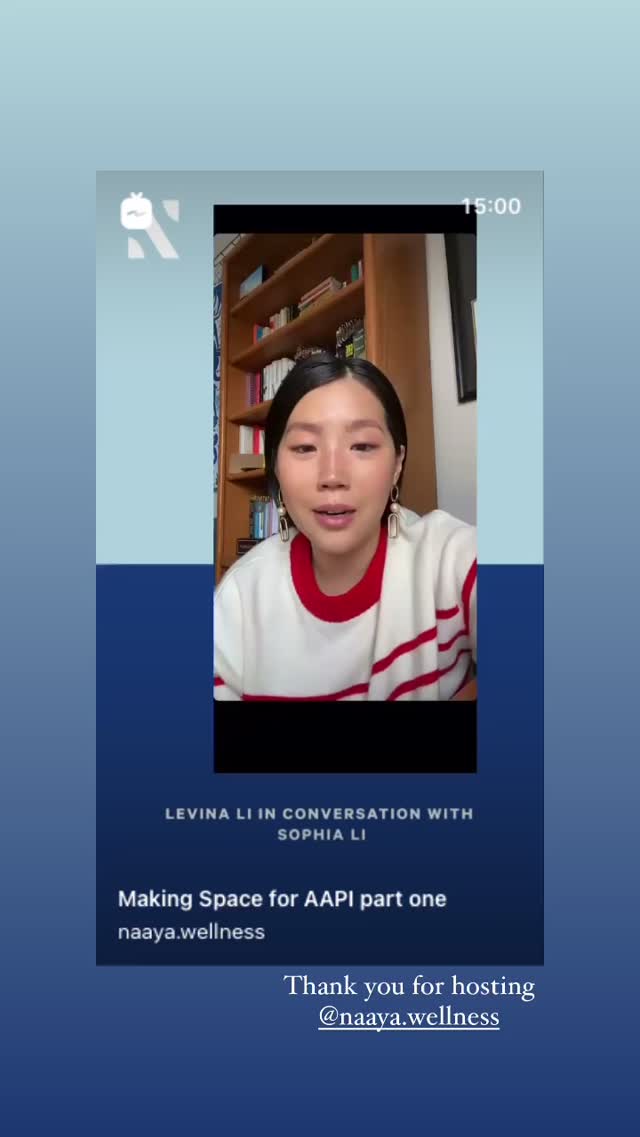 15:00
LEVINA LI IN CONVERSATION WITH
SOPHIA LI
Making Space for AAPI part one
naaya.wellness
Thank you for hosting
@naaya.wellness